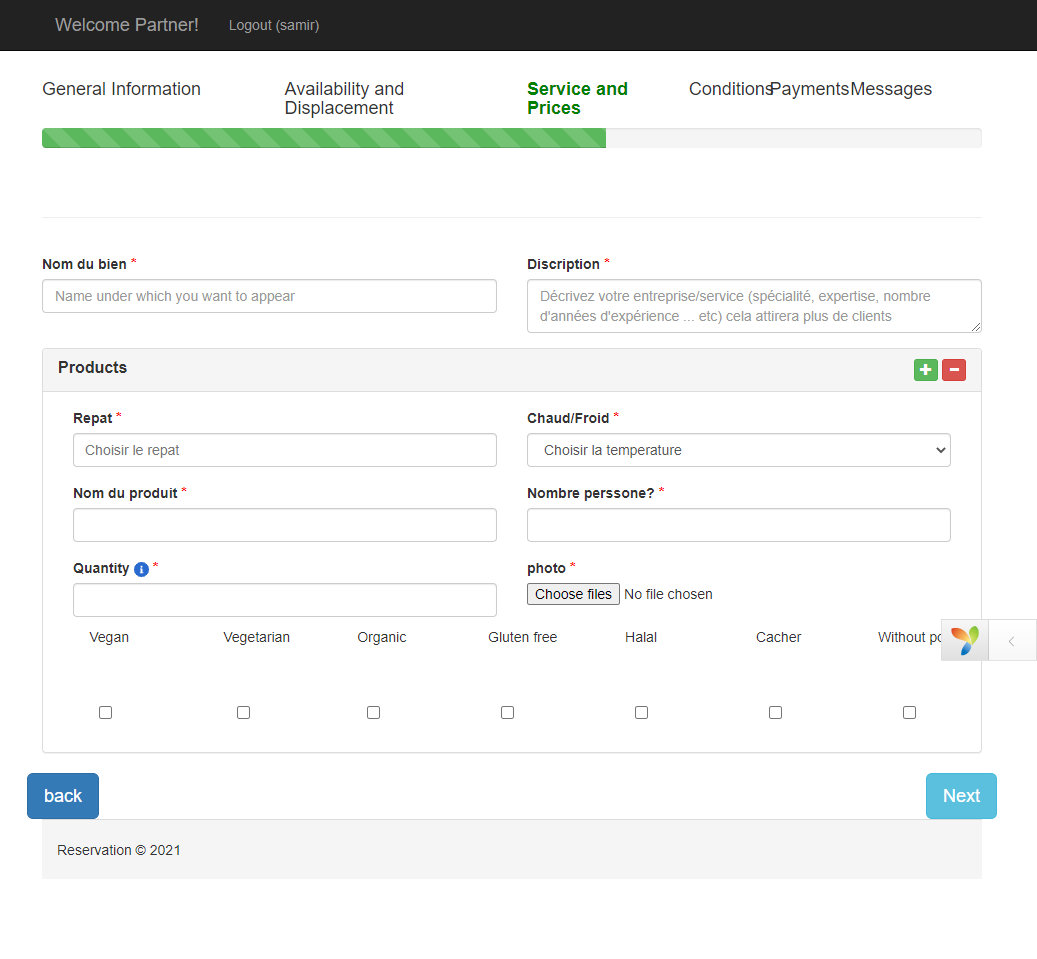 Welcome Partner! Logout (samir)
General Information Availability and Displacement Service and Prices Conditions Payments Messages
Nom du bien * Discription *
Name under which you want to appear
Décrivez votre entreprise/service (spécialité, expertise, nombre
d'années d'expérience ... etc) cela attirera plus de clients
Products
Repat * Chaud/Froid *
Choisir le repat Choisir la temperature
Nom du produit * Nombre perssone? *
Quantity * photo *
Choose files No file chosen
Vegan Vegetarian Organic Gluten free Halal Cacher Without
back Next
Reservation © 2021